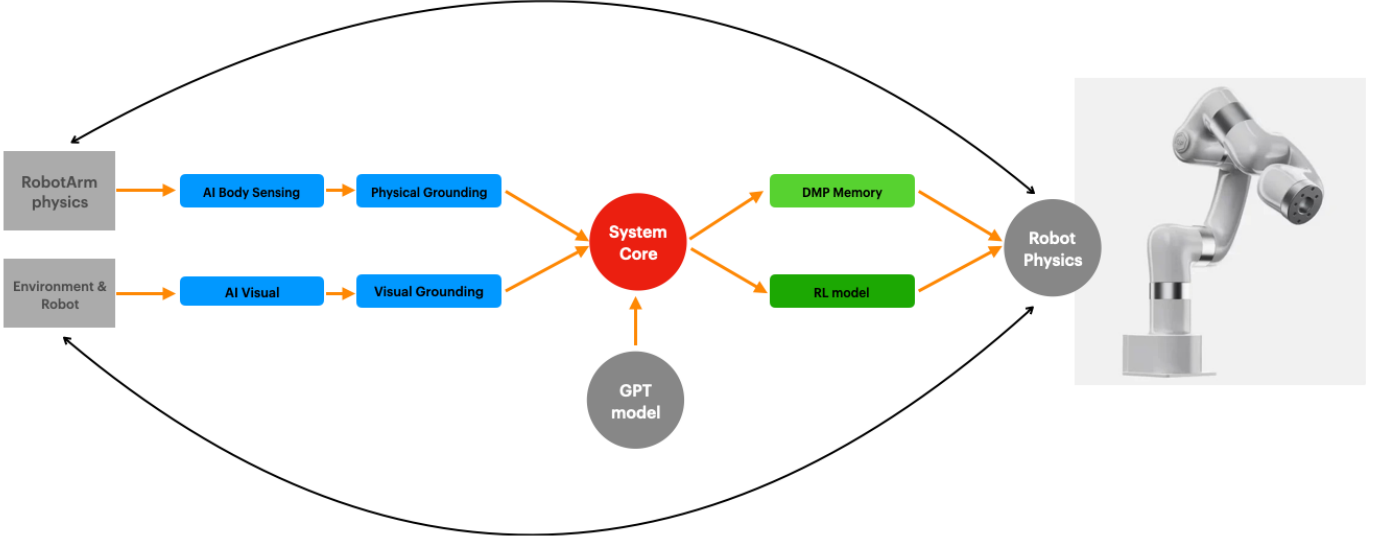 RobotArm
physics
AI Body Sensing
Physical Grounding
Environment &
Robot
AI Visual
Visual Grounding
System
Core
GPT
model
DMP Memory
RL model
Robot
Physics